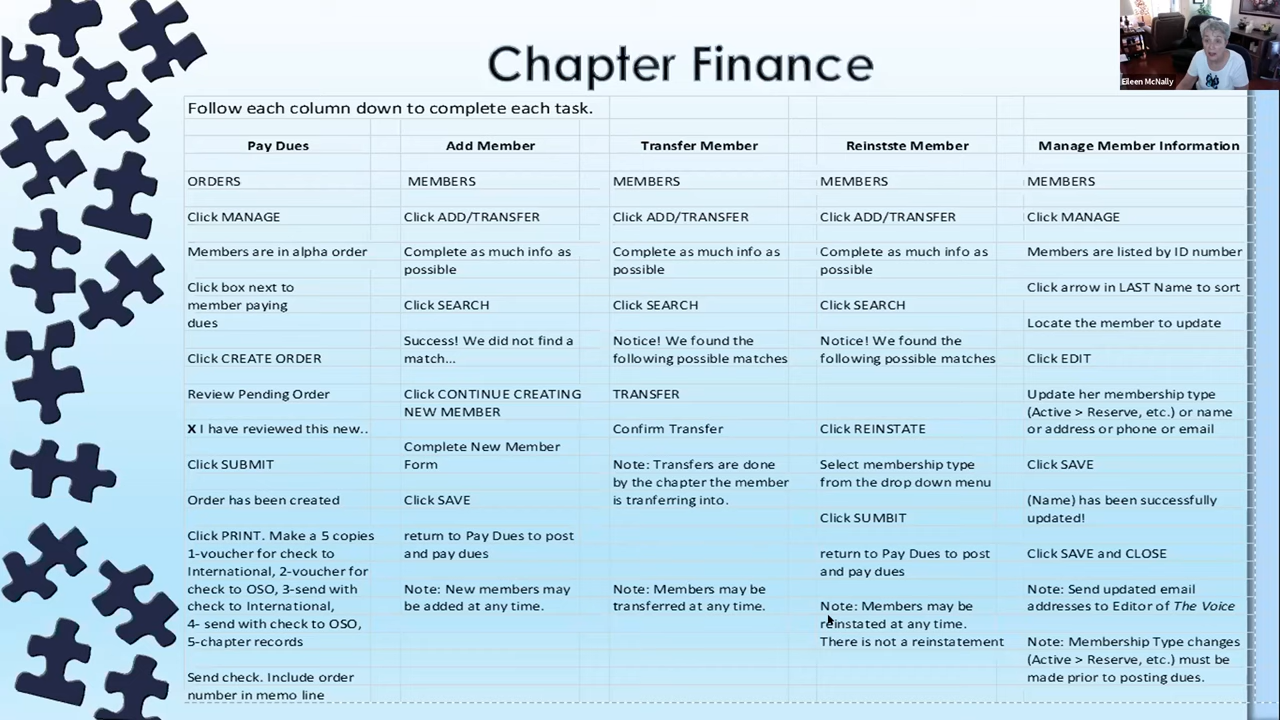 Chapter Finance
Eileen McNally
Follow each column down to complete each task.
Pay Dues
ORDERS
Click MANAGE
Members are in alpha order
Click box next to
member paying
dues
Click CREATE ORDER
Review Pending Order
X I have reviewed this new..
Click SUBMIT
Order has been created
Click PRINT. Make a 5 copies
1-voucher for check to
International, 2-voucher for
check to OSO, 3-send with
check to International,
4- send with check to OSO,
5-chapter records
Send check. Include order
number in memo line
Add Member
MEMBERS
Click ADD/TRANSFER
Complete as much info as
possible
Click SEARCH
Success! We did not find a
match...
Click CONTINUE CREATING
NEW MEMBER
Complete New Member
Form
Click SAVE
return to Pay Dues to post
and pay dues
Note: New members may
be added at any time.
Transfer Member
MEMBERS
Click ADD/TRANSFER
Complete as much info as
possible
Click SEARCH
Notice! We found the
following possible matches
TRANSFER
Confirm Transfer
Note: Transfers are done
by the chapter the member
is tranferring into.
Note: Members may be
transferred at any time.
Reinstste Member
MEMBERS
Click ADD/TRANSFER
Complete as much info as
possible
Click SEARCH
Notice! We found the
following possible matches
Click REINSTATE
Select membership type
from the drop down menu
Click SUMBIT
return to Pay Dues to post
and pay dues
Note: Members may be
reinstated at any time.
There is not a reinstatement
Manage Member Information
MEMBERS
Click MANAGE
Members are listed by ID number
Click arrow in LAST Name to sort
Locate the member to update
Click EDIT
Update her membership type
(Active > Reserve, etc.) or name
or address or phone or email
Click SAVE
(Name) has been successfully
updated!
Click SAVE and CLOSE
Note: Send updated email
addresses to Editor of The Voice
Note: Membership Type changes
(Active > Reserve, etc.) must be
made prior to posting dues.